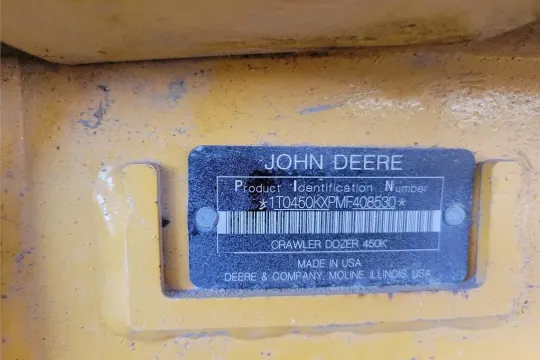 JOHN DEERE
Product Identification Number
*1T0450KXPMF408530*
CRAWLER DOZER 450K
MADE IN USA
DEERE & COMPANY, MOLINE, ILLINOIS, USA